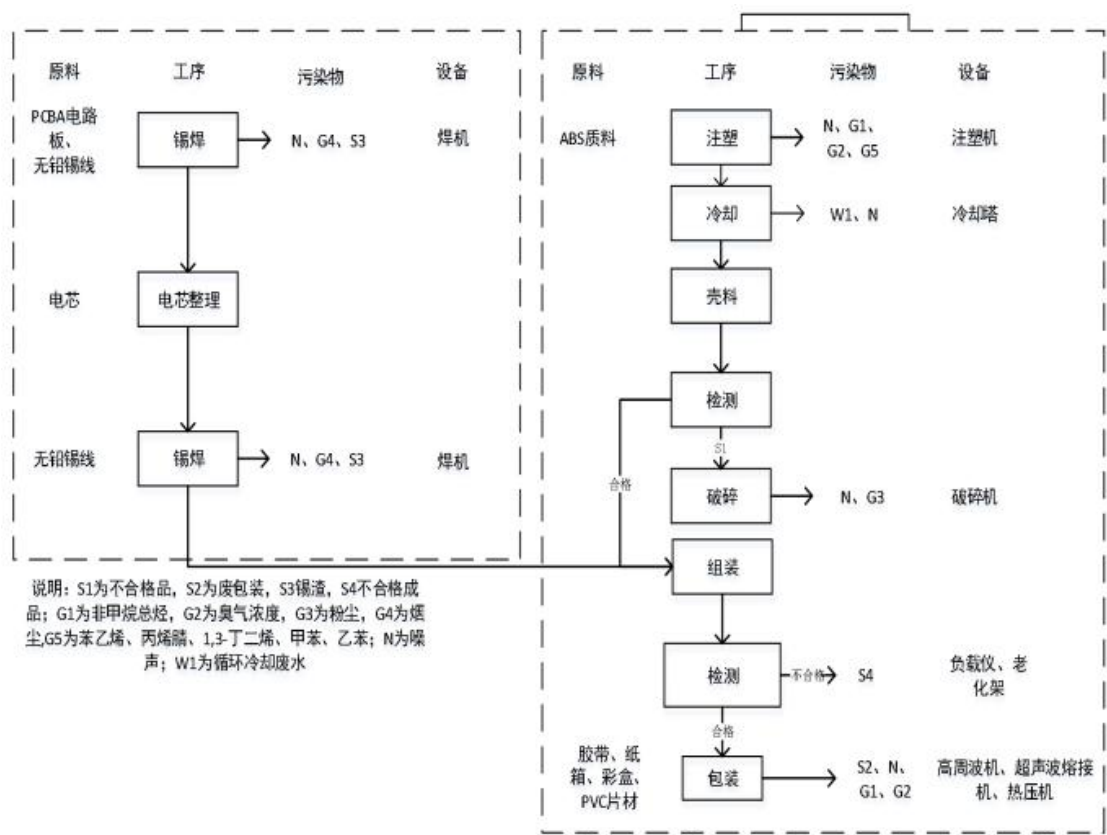 原料 工序 污染物 设备
PCBA电路
板、
无铅锡线
锡焊
N、G4、S3
焊机
电芯
电芯整理
无铅锡线
锡焊
N、G4、S3
焊机
说明：S1为不合格品，S2为废包装，S3锡渣，S4不合格成
品；G1为非甲烷总烃，G2为臭气浓度，G3为粉尘，G4为烟
尘,G5为苯乙烯、丙烯腈、1,3-丁二烯、甲苯、乙苯；N为噪
声；W1为循环冷却废水
原料 工序 污染物 设备
ABS质料
注塑
N、G1、
G2、G5
注塑机
冷却
W1、N
冷却塔
壳料
检测
S1
合格
破碎
N、G3
破碎机
组装
检测
不合格
S4
负载仪、老
化架
合格
胶带、纸
箱、彩盒、
PVC片材
包装
S2、N、
G1、G2
高周波机、超声波熔接
机、热压机